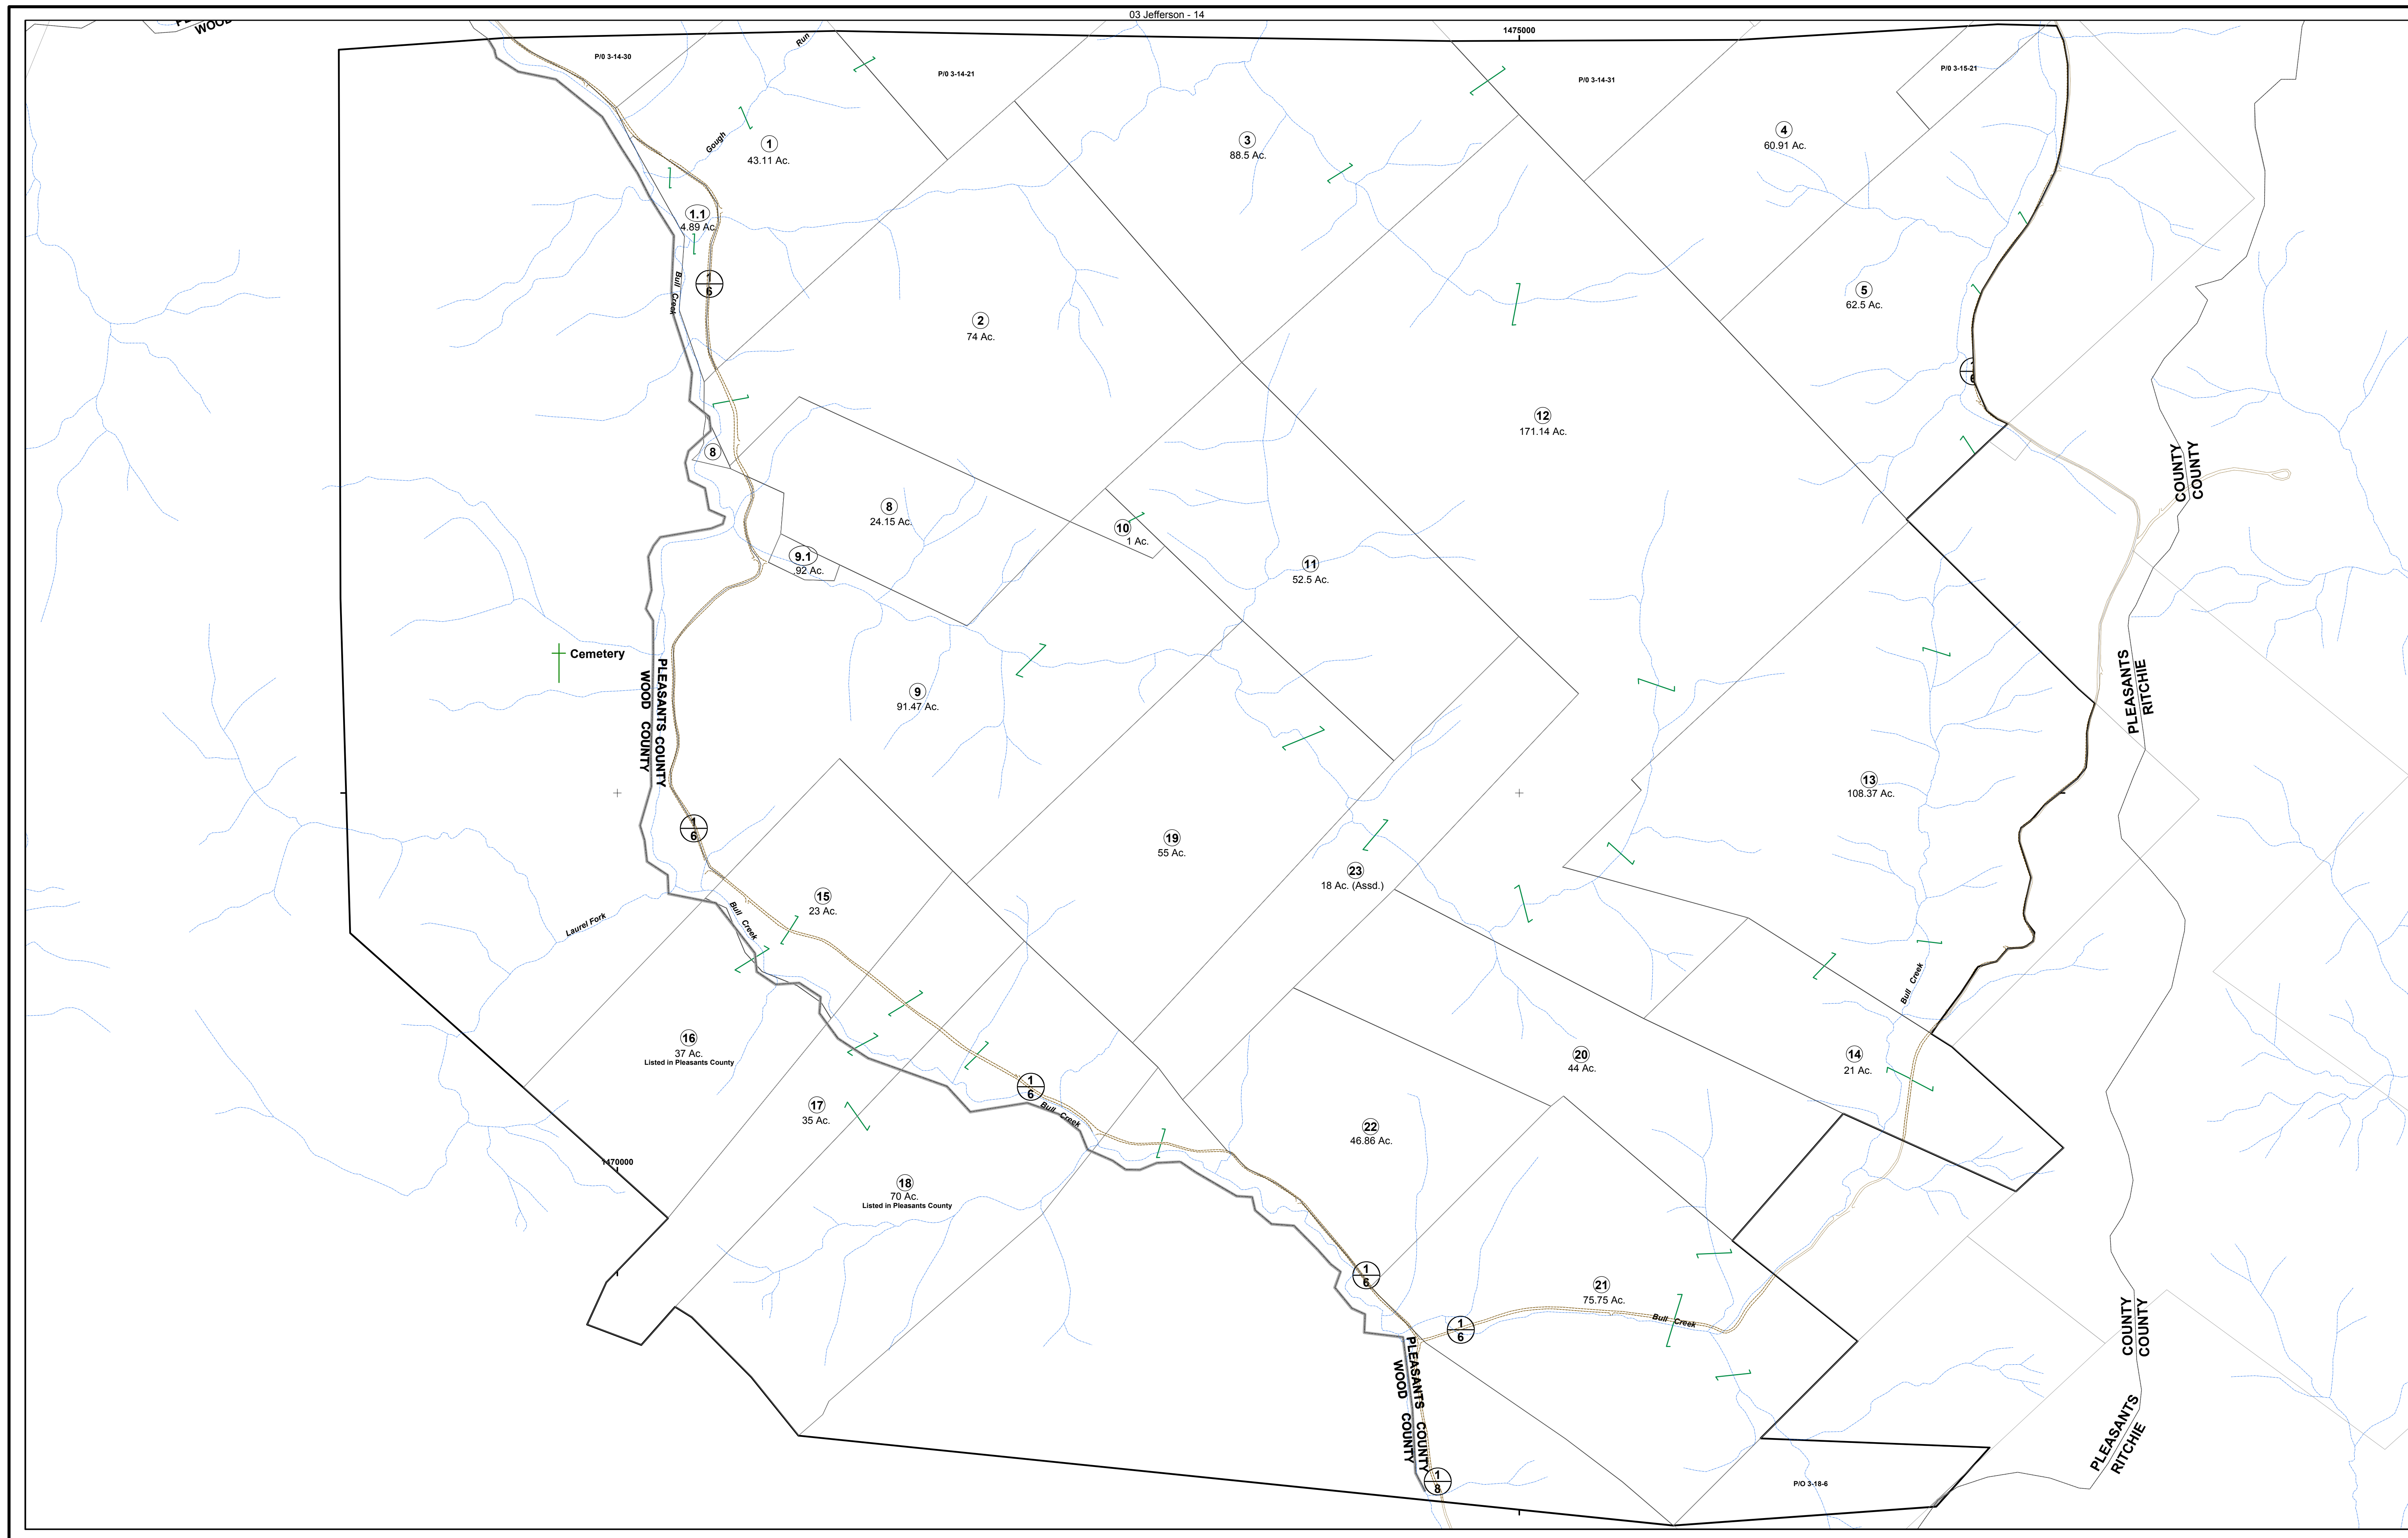 03 Jefferson - 14
WOOD
1475000
P/0 3-14-30
Run
P/0 3-14-21
P/0 3-14-31
P/0 3-15-21
Gough
1
43.11 Ac.
3
88.5 Ac.
4
60.91 Ac.
1.1
4.89 Ac.
Bull Creek
1
6
2
74 Ac.
5
62.5 Ac.
6
12
171.14 Ac.
8
8
24.15 Ac.
COUNTY
COUNTY
10
1 Ac.
9.1
.92 Ac.
11
52.5 Ac.
Cemetery
PLEASANTS COUNTY
WOOD COUNTY
PLEASANTS
RITCHIE
9
91.47 Ac.
13
108.37 Ac.
1
6
19
55 Ac.
23
18 Ac. (Assd.)
15
23 Ac.
Bull Creek
Laurel Fork
Bull Creek
16
37 Ac.
Listed in Pleasants County
20
44 Ac.
14
21 Ac.
1
6
Bull Creek
17
35 Ac.
22
46.86 Ac.
1470000
18
70 Ac.
Listed in Pleasants County
1
6
21
75.75 Ac.
Bull Creek
1
6
COUNTY
COUNTY
PLEASANTS COUNTY
WOOD COUNTY
PLEASANTS
RITCHIE
1
8
P/O 3-18-6